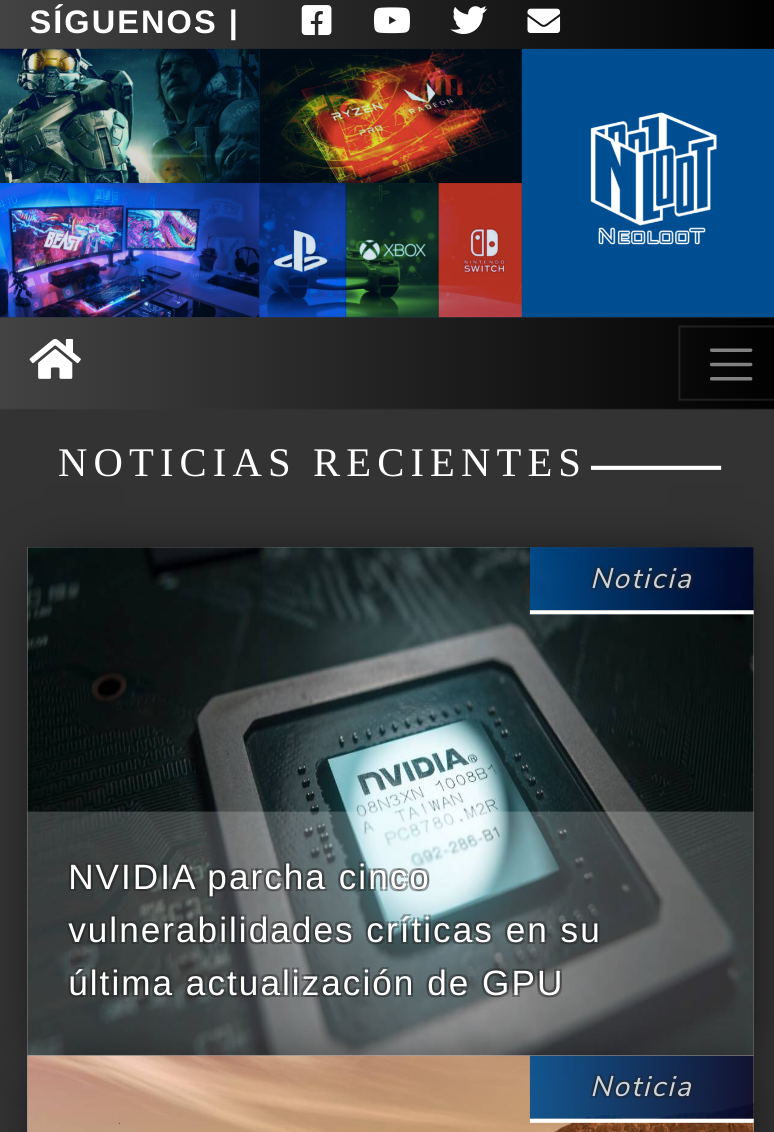 SÍGUENOS |
RYZEN
PRO
RADEON
BEAST
XBOX
NINTENDO
SWITCH
NEOLOOT
NEOLOOT
NOTICIAS RECIENTES
Noticia
NVIDIA®
08N3XN 1008B1
A TAIWAN
PC8780.M2R
G92-286-B1
NVIDIA parcha cinco
vulnerabilidades críticas en su
última actualización de GPU
Noticia